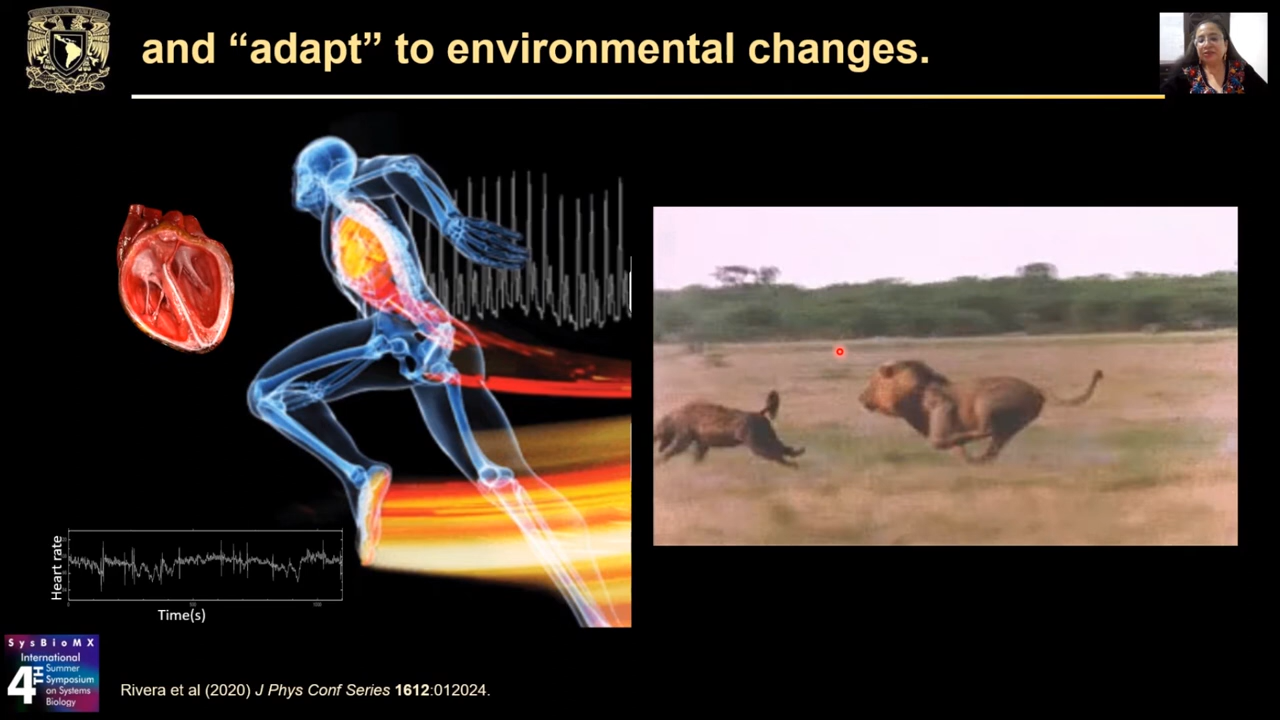 and “adapt” to environmental changes.
Heart rate
Time(s)
SysBioMX
International
4TH
Summer
Symposium
on Systems
Biology
Rivera et al (2020) J Phys Conf Series 1612:012024.